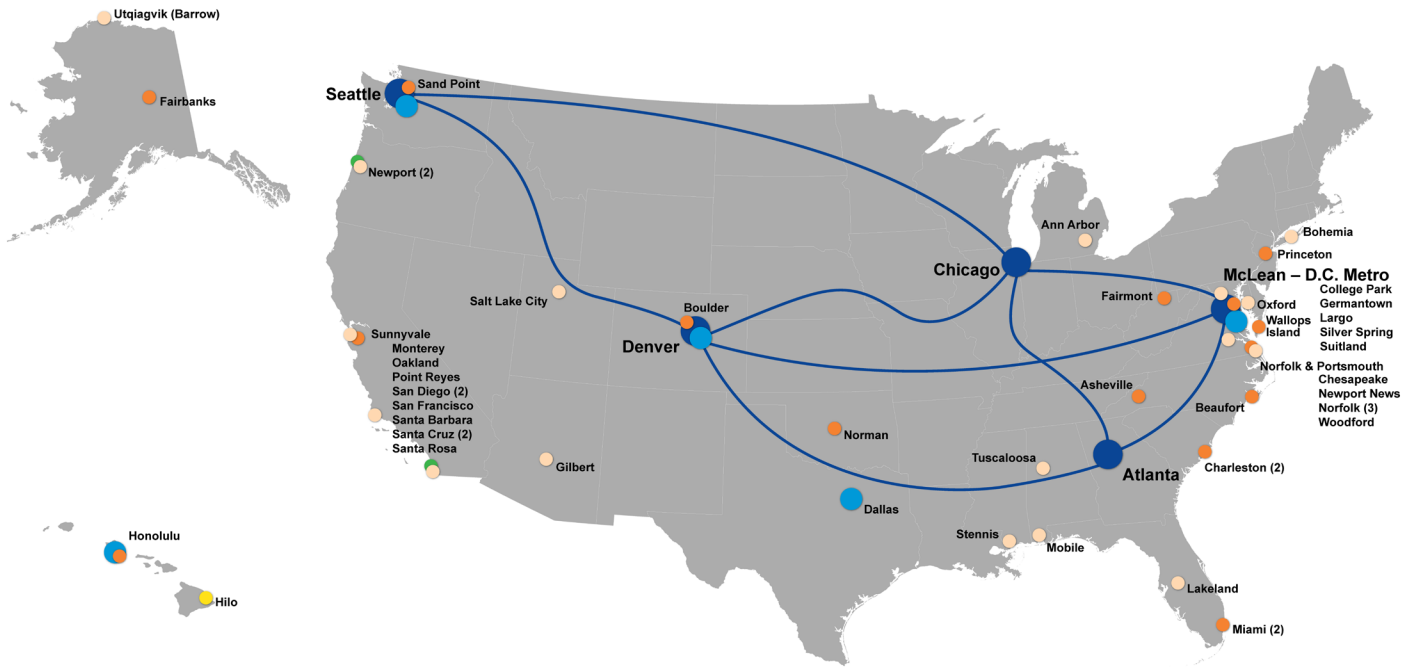 Utqiagvik (Barrow)
Fairbanks
Seattle
Sand Point
Newport (2)
Salt Lake City
Boulder
Denver
Chicago
Ann Arbor
Bohemia
Princeton
McLean – D.C. Metro
College Park
Germantown
Largo
Silver Spring
Suitland
Fairmont
Oxford
Wallops
Island
Norfolk & Portsmouth
Chesapeake
Newport News
Norfolk (3)
Woodford
Sunnyvale
Monterey
Oakland
Point Reyes
San Diego (2)
San Francisco
Santa Barbara
Santa Cruz (2)
Santa Rosa
Gilbert
Norman
Dallas
Asheville
Beaufort
Tuscaloosa
Atlanta
Charleston (2)
Stennis
Mobile
Lakeland
Miami (2)
Honolulu
Hilo